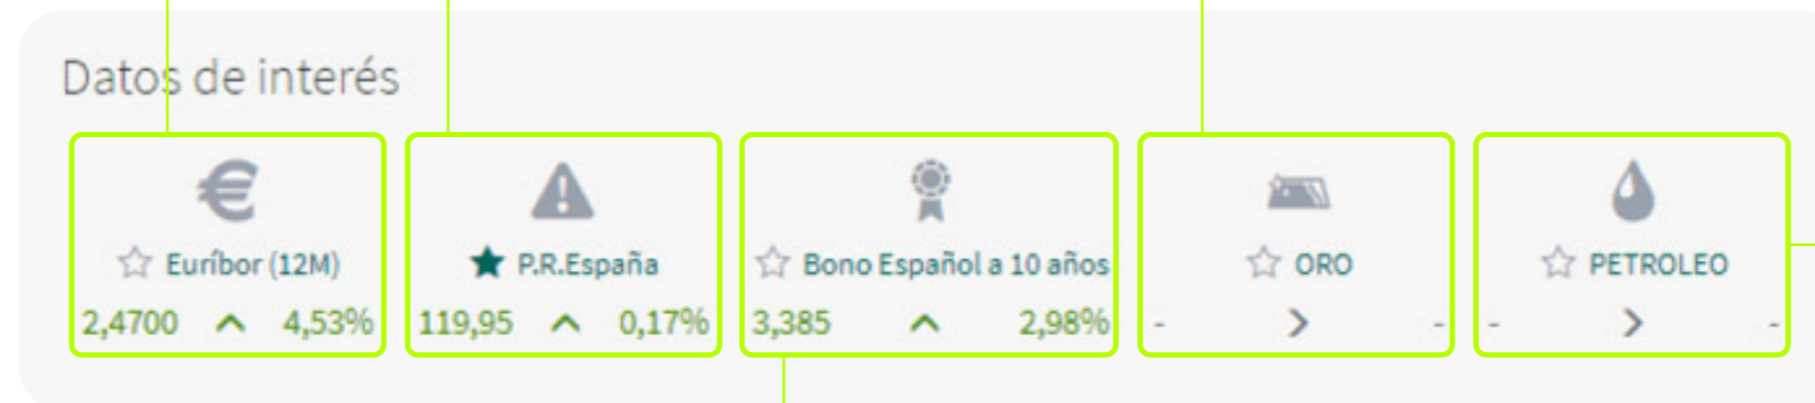 Datos de interés
€
Euríbor (12M)
2,4700 4,53%
P.R.España
119,95 0,17%
Bono Español a 10 años
3,385 2,98%
ORO
- -
PETROLEO
- -